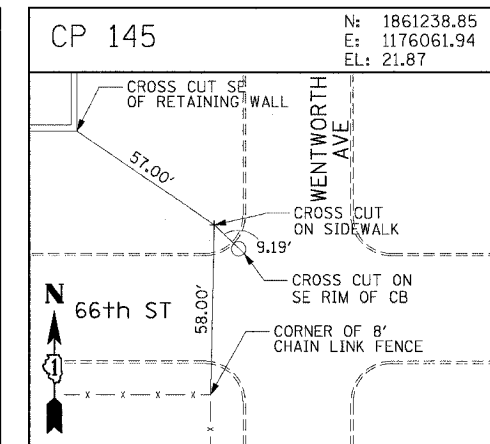 CP 145
N: 1861238.85
E: 1176061.94
EL: 21.87
CROSS CUT SE
OF RETAINING WALL
WENTWORTH
AVE
57.00'
CROSS CUT
ON SIDEWALK
9.19'
CROSS CUT ON
SE RIM OF CB
N
66th ST
58.00'
CORNER OF 8'
CHAIN LINK FENCE
1
x x
x